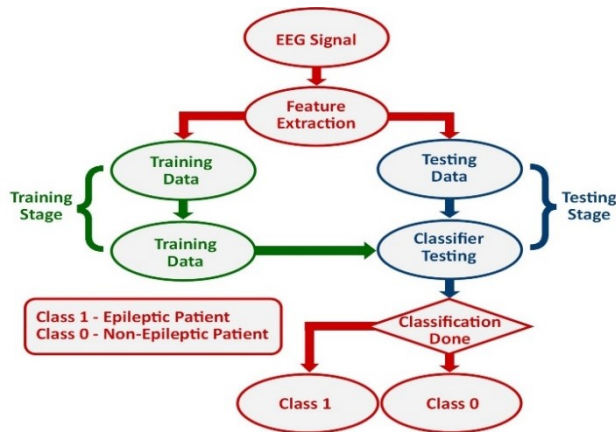 EEG Signal
Feature
Extraction
Training
Data
Testing
Data
Training
Stage
Testing
Stage
Training
Data
Classifier
Testing
Class 1 - Epileptic Patient
Class 0 - Non-Epileptic Patient
Classification
Done
Class 1
Class 0